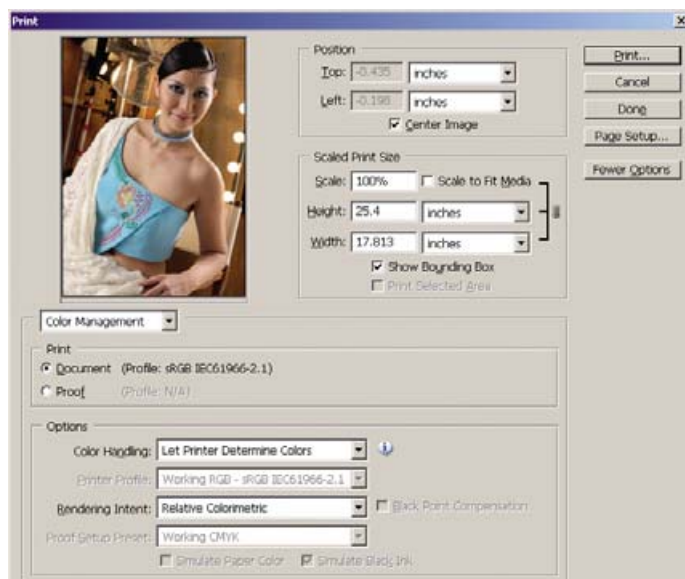 Print
Position
Top: -0.435 inches
Left: -0.198 inches
Center Image
Print...
Cancel
Done
Page Setup...
Fewer Options
Scaled Print Size
Scale: 100% Scale to Fit Media
Height: 25.4 inches
Width: 17.813 inches
Show Bounding Box
Print Selected Area
Color Management
Print
Document (Profile: sRGB IEC61966-2.1)
Proof (Profile: N/A)
Options
Color Handling: Let Printer Determine Colors
Printer Profile: Working RGB - sRGB IEC61966-2.1
Rendering Intent: Relative Colorimetric Black Point Compensation
Proof Setup Preset: Working CMYK
Simulate Paper Color Simulate Black Ink